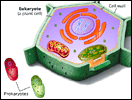 Eukaryote
(a plant cell)
Cell wall
Prokaryotes